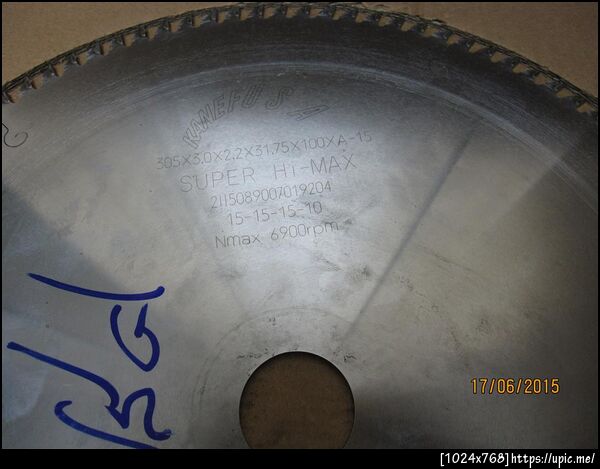 KANEFUSA
305X3.0X2.2X31.75X100XA-15
SUPER Hi-MAX
2115089007019204
15-15-15-10
Nmax 6900rpm
17/06/2015
[1024x768]https://upic.me/